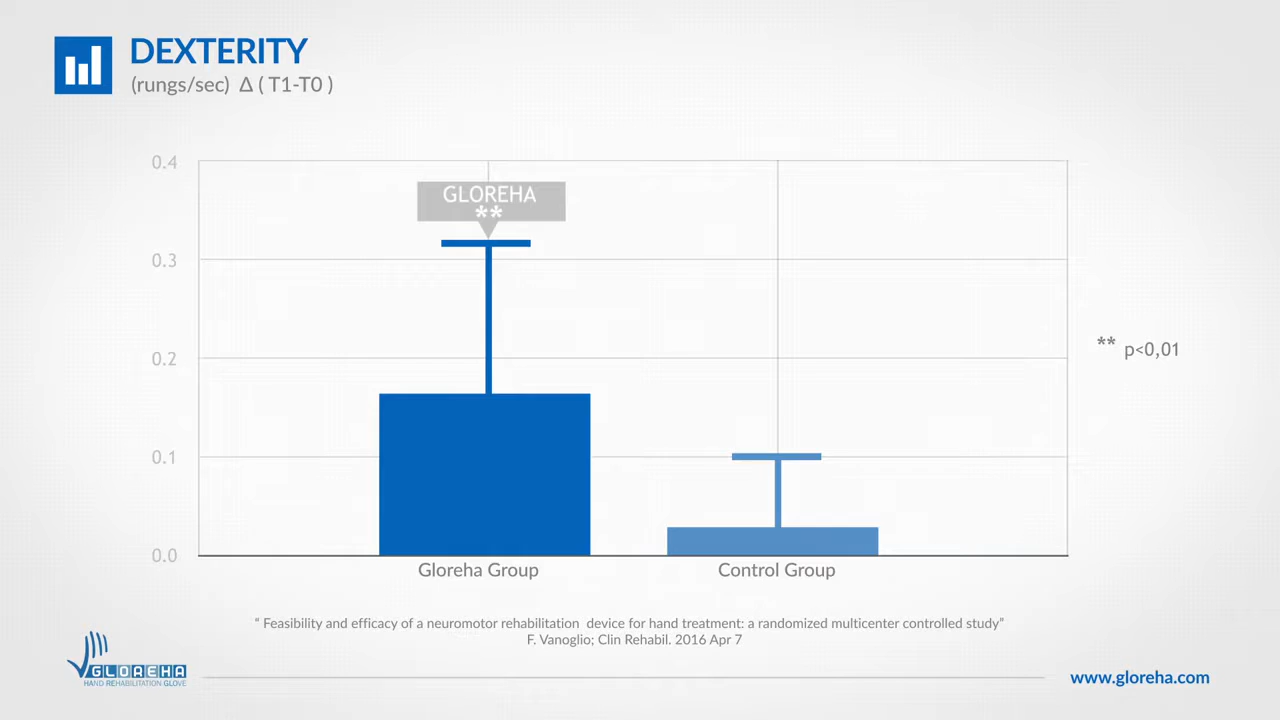 DEXTERITY
(rungs/sec) Δ ( T1-T0 )
0.4
GLOREHA
**
0.3
** p<0,01
0.2
0.1
0.0
Gloreha Group
Control Group
“ Feasibility and efficacy of a neuromotor rehabilitation device for hand treatment: a randomized multicenter controlled study”
F. Vanoglio; Clin Rehabil. 2016 Apr 7
GLOREHA
HAND REHABILITATION GLOVE
www.gloreha.com